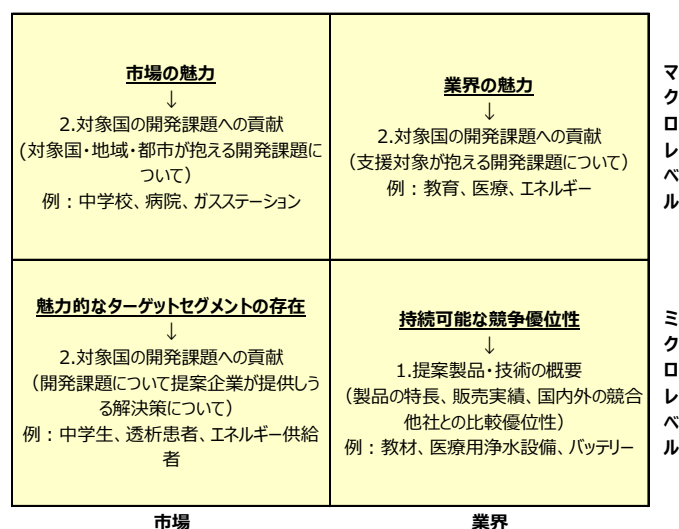 市場の魅力
↓
2.対象国の開発課題への貢献
(対象国・地域・都市が抱える開発課題に
ついて)
例：中学校、病院、ガスステーション
業界の魅力
↓
2.対象国の開発課題への貢献
（支援対象が抱える開発課題について）
例：教育、医療、エネルギー
マクロレベル
魅力的なターゲットセグメントの存在
↓
2.対象国の開発課題への貢献
（開発課題について提案企業が提供しう
る解決策について）
例：中学生、透析患者、エネルギー供給
者
持続可能な競争優位性
↓
1.提案製品・技術の概要
（製品の特長、販売実績、国内外の競合
他社との比較優位性）
例：教材、医療用浄水設備、バッテリー
ミクロレベル
市場
業界